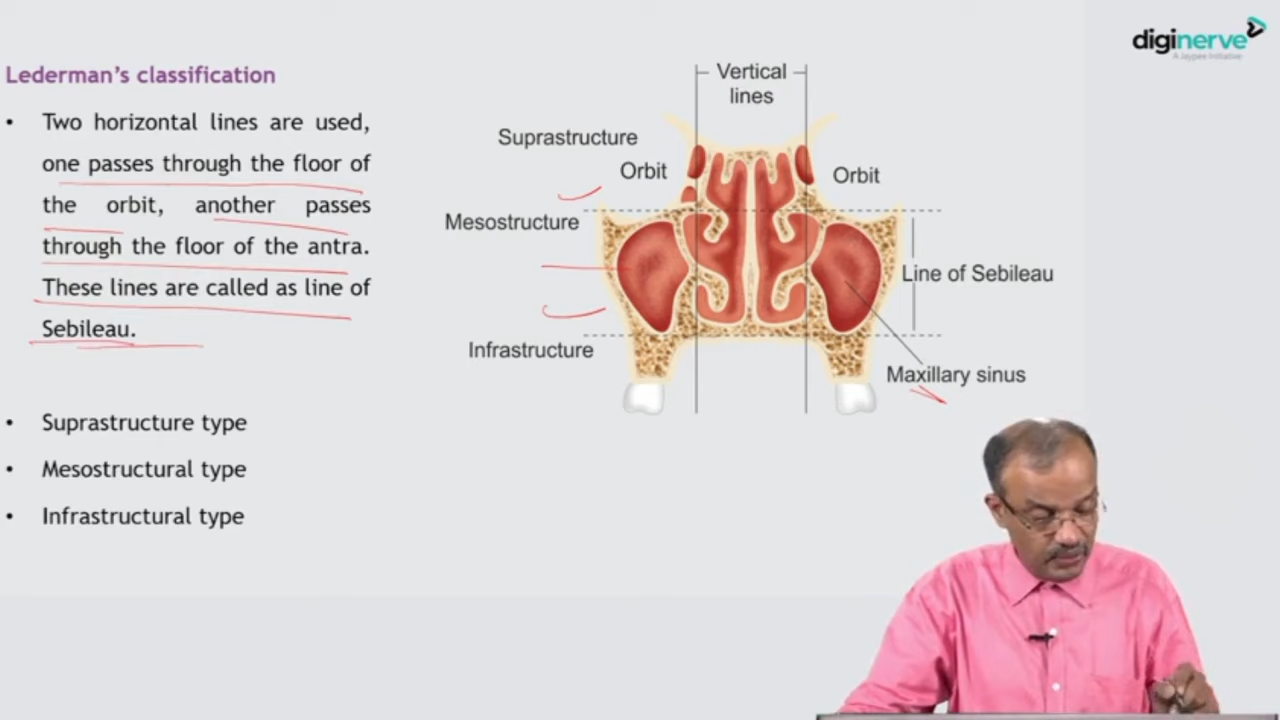 diginerve
A Jaypee Initiative
Lederman's classification
• Two horizontal lines are used,
one passes through the floor of
the orbit, another passes
through the floor of the antra.
These lines are called as line of
Sebileau.
• Suprastructure type
• Mesostructural type
• Infrastructural type
Vertical
lines
Suprastructure
Orbit
Orbit
Mesostructure
Line of Sebileau
Infrastructure
Maxillary sinus